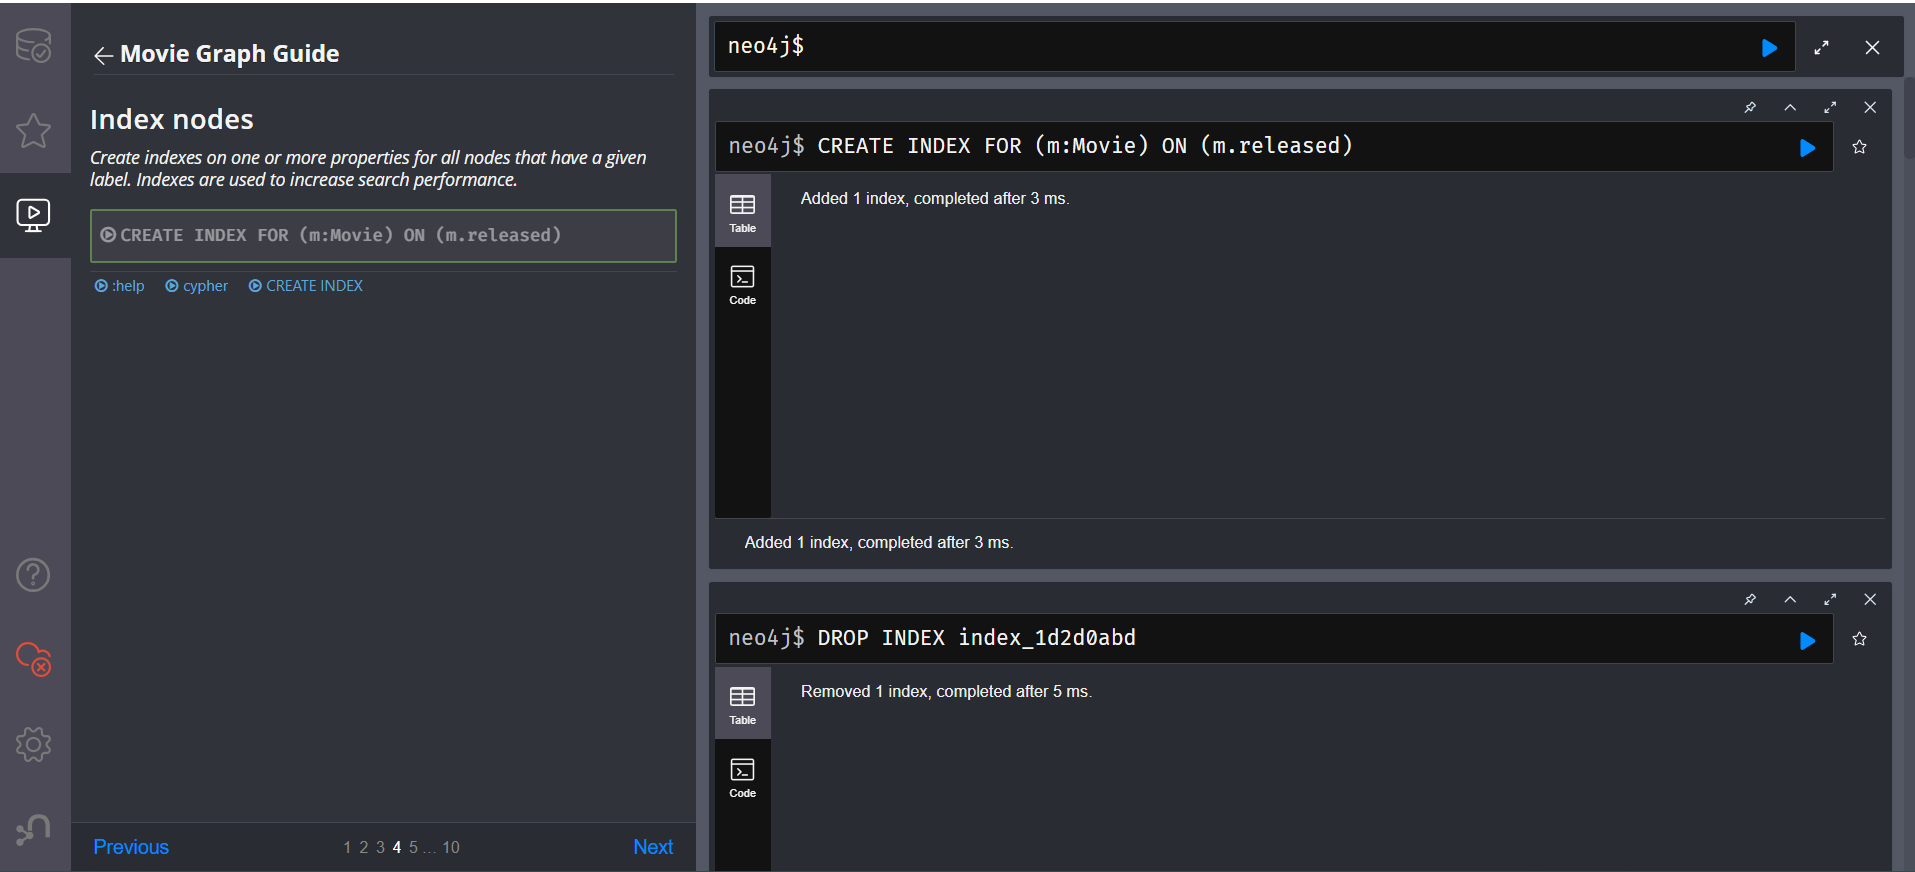 Movie Graph Guide
Index nodes
Create indexes on one or more properties for all nodes that have a given
label. Indexes are used to increase search performance.
CREATE INDEX FOR (m:Movie) ON (m.released)
:help cypher CREATE INDEX
Previous 1 2 3 4 5 ... 10 Next
neo4j$
neo4j$ CREATE INDEX FOR (m:Movie) ON (m.released)
Table
Added 1 index, completed after 3 ms.
Code
Added 1 index, completed after 3 ms.
neo4j$ DROP INDEX index_1d2d0abd
Table
Removed 1 index, completed after 5 ms.
Code